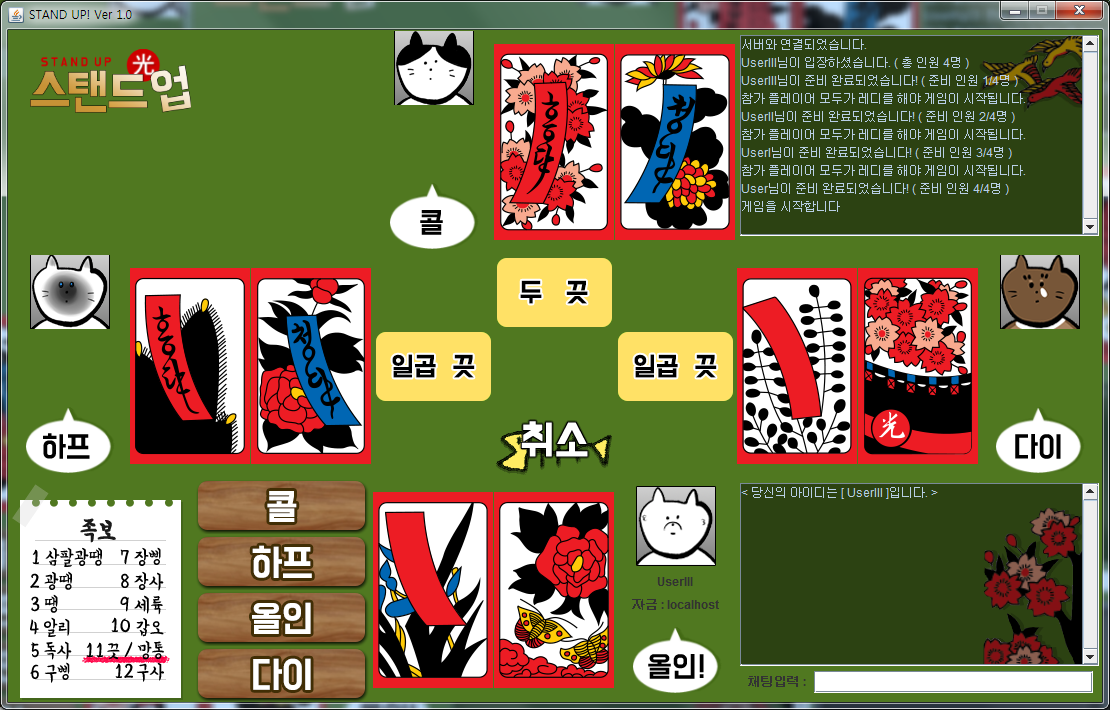 STAND UP! Ver 1.0
STAND UP
光
스탠드업
콜
홍단
청단
서버와 연결되었습니다.
UserIII님이 입장하셨습니다. ( 총 인원 4명 )
UserIII님이 준비 완료되었습니다! ( 준비 인원 1/4명 )
참가 플레이어 모두가 레디를 해야 게임이 시작됩니다.
UserII님이 준비 완료되었습니다! ( 준비 인원 2/4명 )
참가 플레이어 모두가 레디를 해야 게임이 시작됩니다.
UserI님이 준비 완료되었습니다! ( 준비 인원 3/4명 )
참가 플레이어 모두가 레디를 해야 게임이 시작됩니다.
User님이 준비 완료되었습니다! ( 준비 인원 4/4명 )
게임을 시작합니다
하프
홍단
청단
두 끗
일곱 끗
일곱 끗
취소
光
다이
족보
1 삼팔광땡 7 장삥
2 광땡 8 장사
3 땡 9 세륙
4 알리 10 갑오
5 독사 11 끗 / 망통
6 구삥 12 구사
콜
하프
올인
다이
UserIII
자금 : localhost
올인!
< 당신의 아이디는 [ UserIII ]입니다. >
채팅입력 :